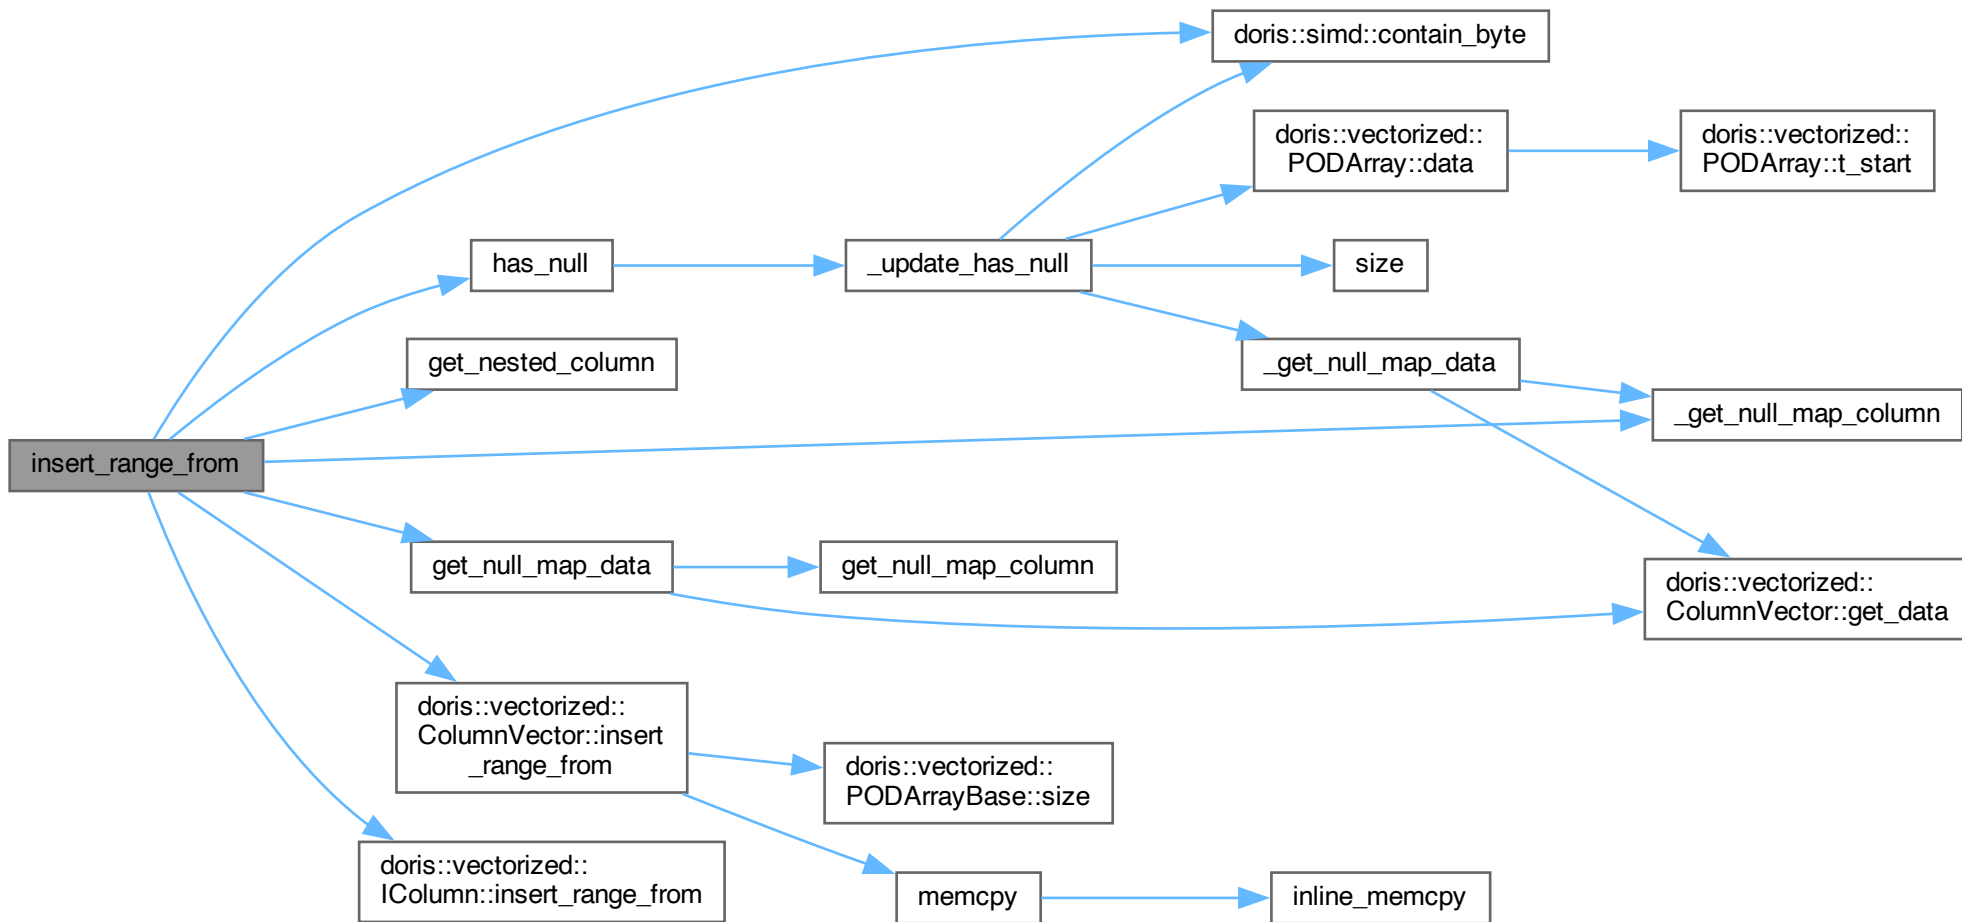 doris::simd::contain_byte
doris::vectorized::
PODArray::data
doris::vectorized::
PODArray::t_start
has_null
_update_has_null
size
get_nested_column
_get_null_map_data
_get_null_map_column
insert_range_from
get_null_map_data
get_null_map_column
doris::vectorized::
ColumnVector::get_data
doris::vectorized::
ColumnVector::insert
_range_from
doris::vectorized::
PODArrayBase::size
doris::vectorized::
IColumn::insert_range_from
memcpy
inline_memcpy